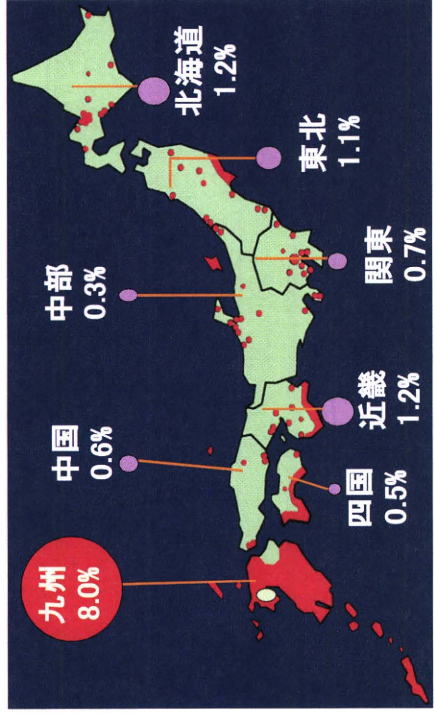 北海道
1.2%
東北
1.1%
関東
0.7%
中部
0.3%
近畿
1.2%
中国
0.6%
四国
0.5%
九州
8.0%